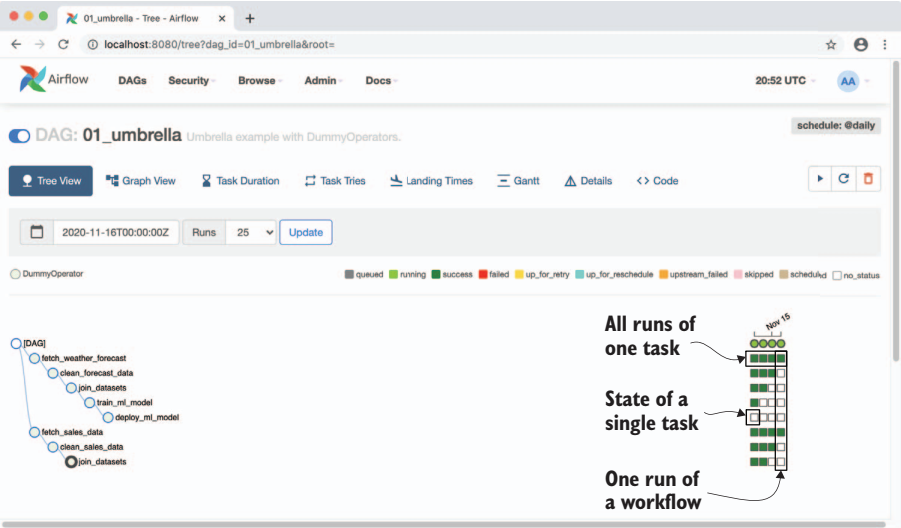 01_umbrella - Tree - Airflow × +
localhost:8080/tree?dag_id=01_umbrella&root=
Airflow DAGs Security Browse Admin Docs 20:52 UTC AA
schedule: @daily
DAG: 01_umbrella Umbrella example with DummyOperators.
Tree View Graph View Task Duration Task Tries Landing Times Gantt Details <> Code
2020-11-16T00:00:00Z Runs 25 Update
DummyOperator queued running success failed up_for_retry up_for_reschedule upstream_failed skipped scheduled no_status
Nov 15
All runs of
one task
[DAG]
fetch_weather_forecast
clean_forecast_data
join_datasets
train_ml_model
deploy_ml_model
fetch_sales_data
clean_sales_data
join_datasets
State of a
single task
One run of
a workflow